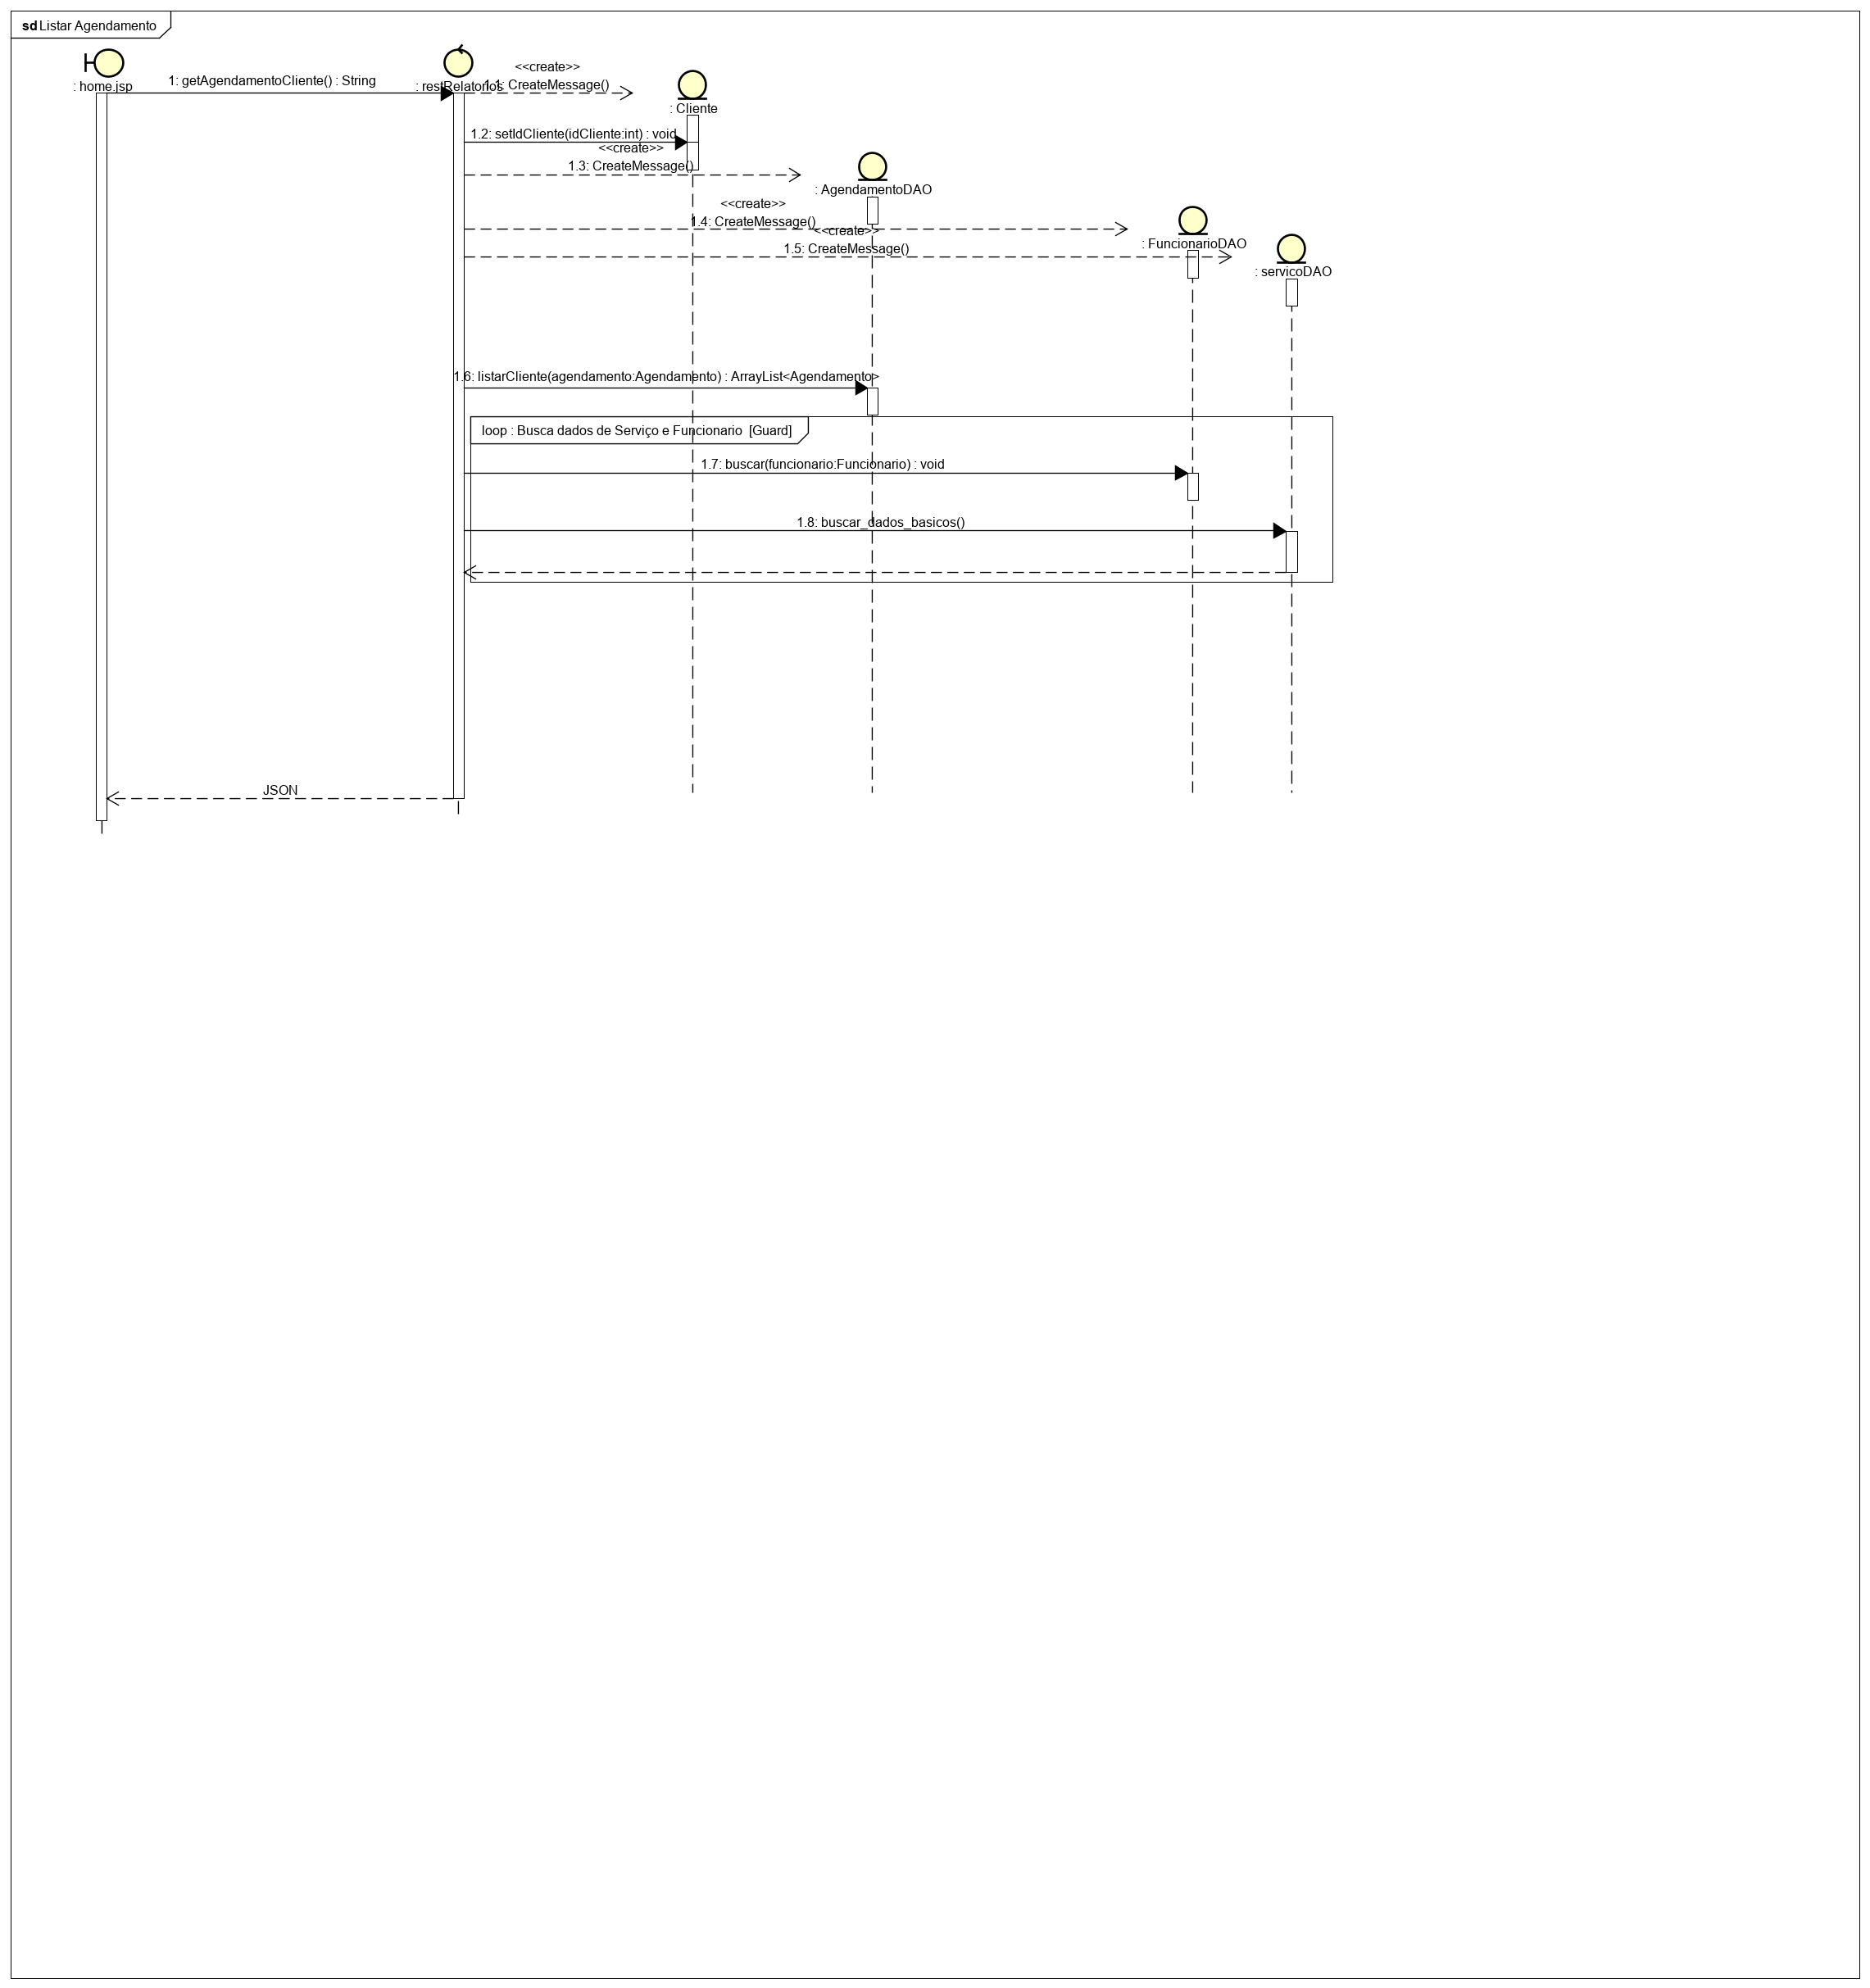 sd Listar Agendamento
: home.jsp
1: getAgendamentoCliente() : String
: restRelatorios
<<create>>
1.1: CreateMessage()
: Cliente
1.2: setIdCliente(idCliente:int) : void
<<create>>
1.3: CreateMessage()
: AgendamentoDAO
<<create>>
1.4: CreateMessage()
: FuncionarioDAO
<<create>>
1.5: CreateMessage()
: servicoDAO
1.6: listarCliente(agendamento:Agendamento) : ArrayList<Agendamento>
loop : Busca dados de Serviço e Funcionario [Guard]
1.7: buscar(funcionario:Funcionario) : void
1.8: buscar_dados_basicos()
JSON